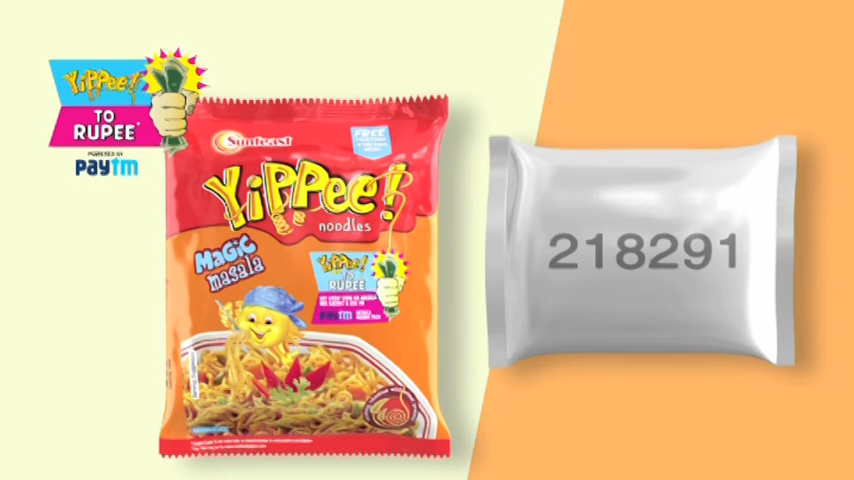 YiPPee!
TO
RUPEE*
POWERED BY
PAYTM
Sunfeast
FREE
YiPPee!
noodles
MAGIC
masala
YiPPee!
TO
RUPEE
PAYTM
218291